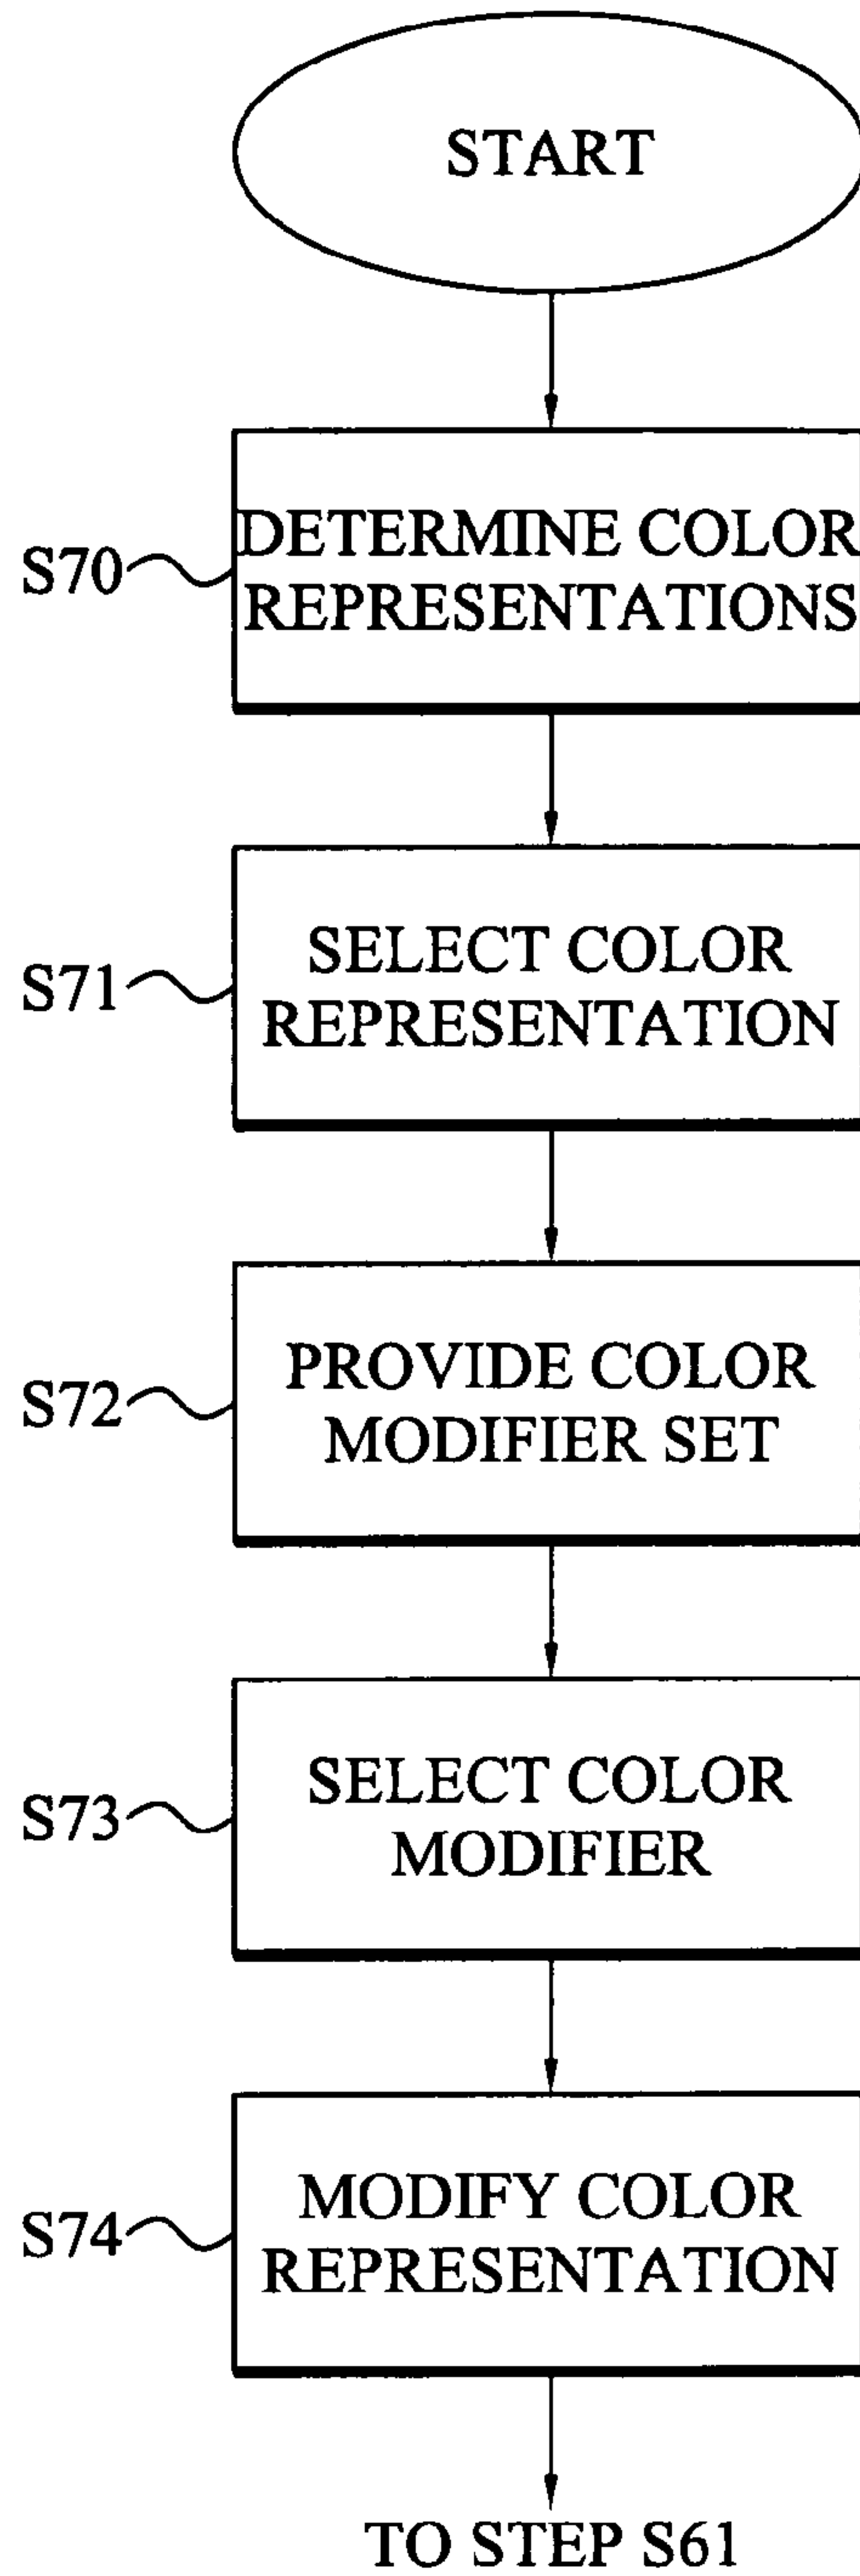 START
S70
DETERMINE COLOR
REPRESENTATIONS
S71
SELECT COLOR
REPRESENTATION
S72
PROVIDE COLOR
MODIFIER SET
S73
SELECT COLOR
MODIFIER
S74
MODIFY COLOR
REPRESENTATION
TO STEP S61